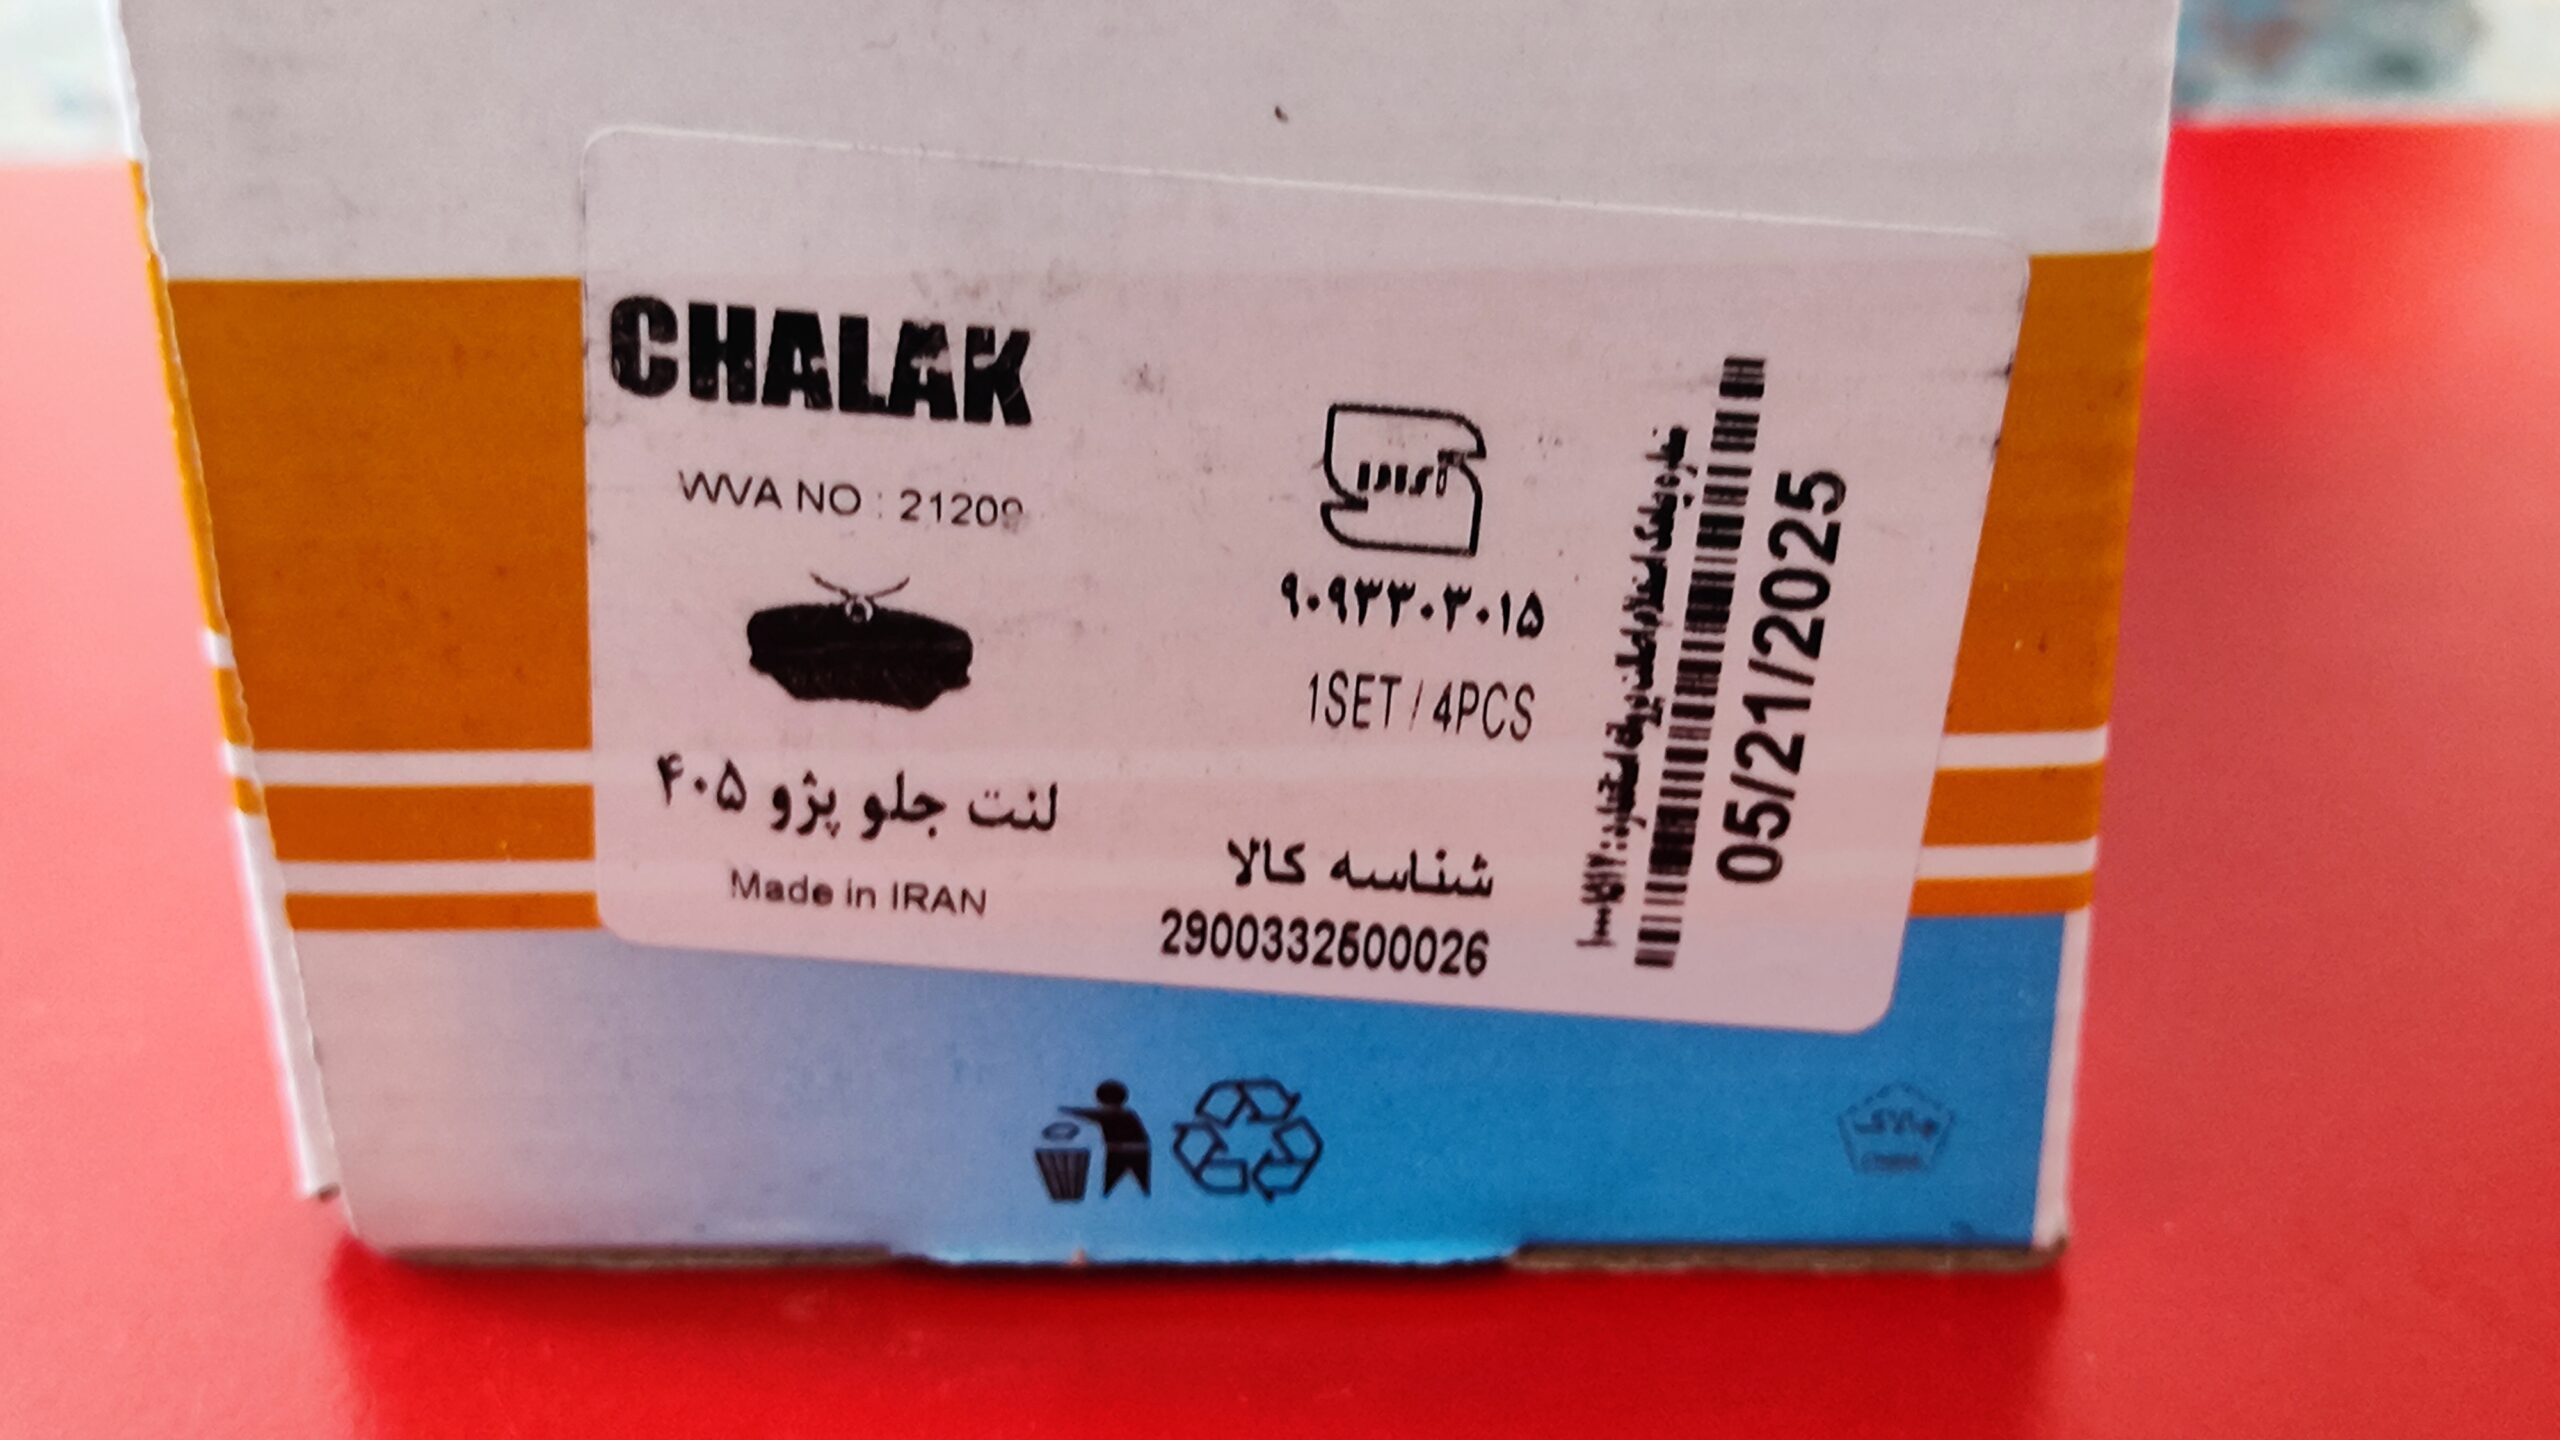 CHALAK
WVA NO : 21209
لنت جلو پژو ۴۰۵
Made in IRAN
۹۰۹۳۳۰۳۰۱۵
1SET / 4PCS
شناسه کالا
2900332600026
05/21/2025
چالاک